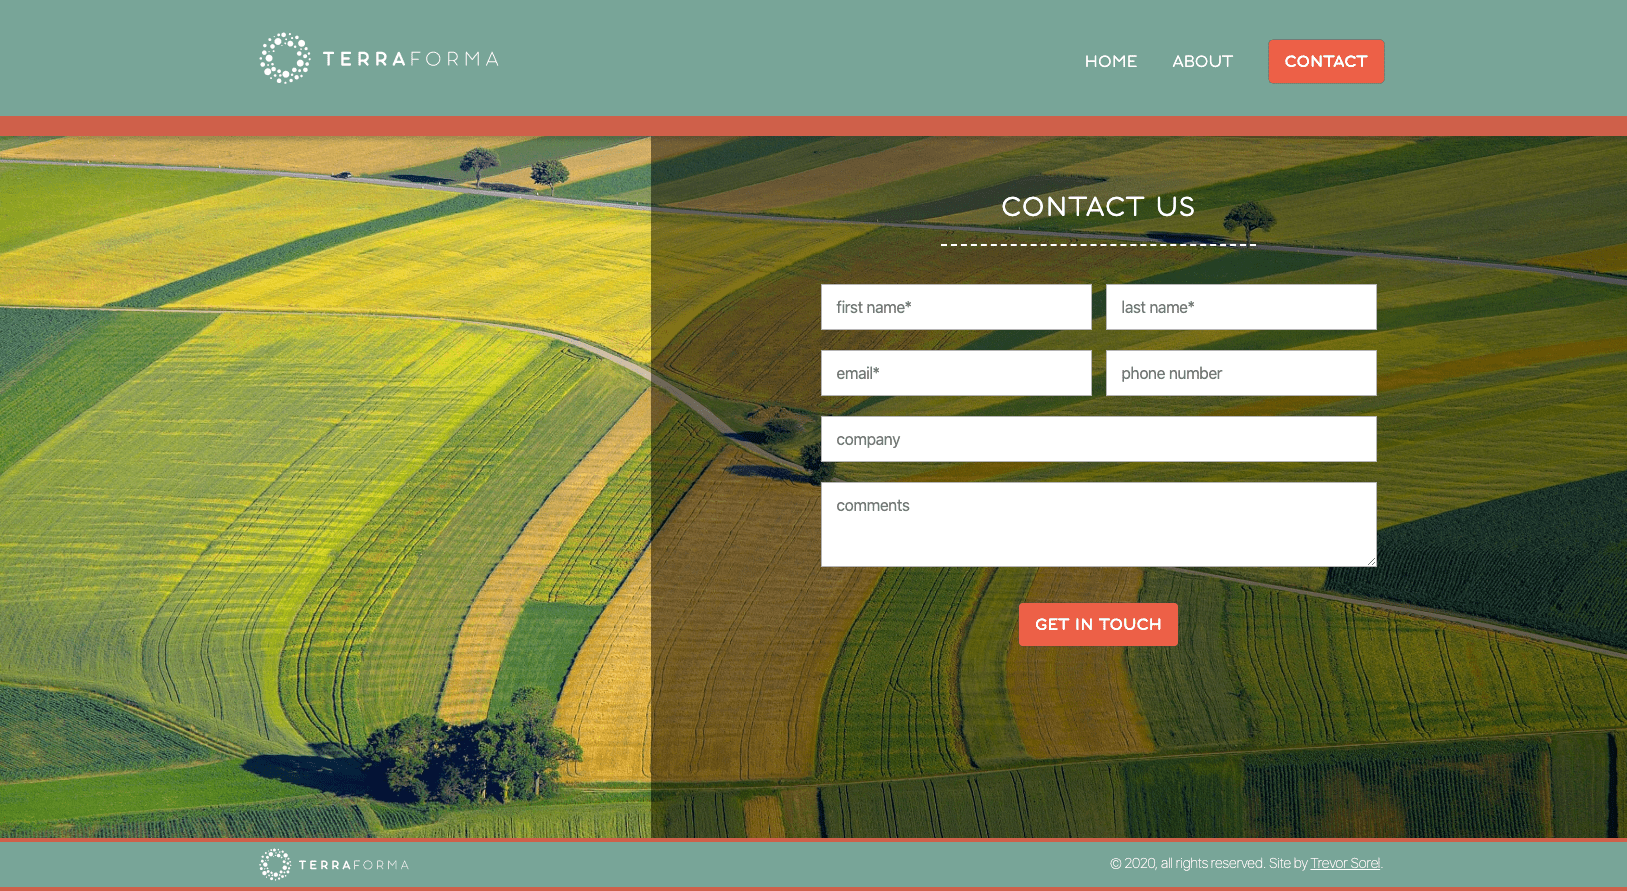 TERRAFORMA
HOME ABOUT CONTACT
CONTACT US
first name* last name*
email* phone number
company
comments
GET IN TOUCH
TERRAFORMA
© 2020, all rights reserved. Site by Trevor Sorel.